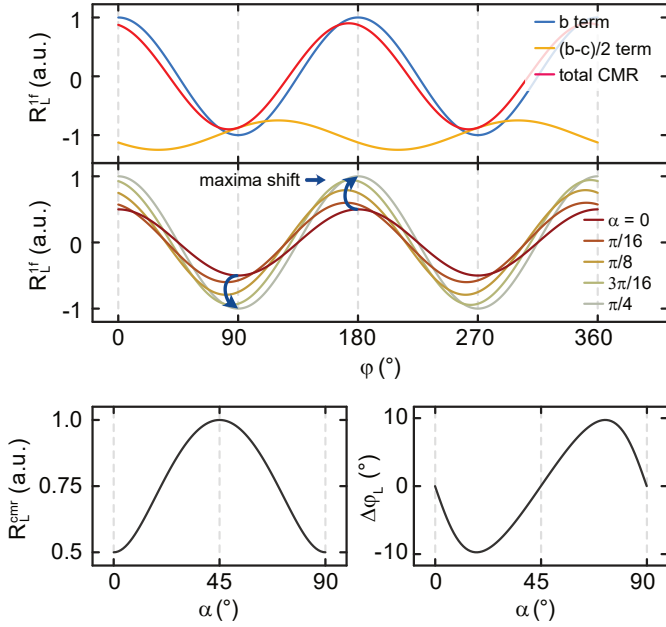 1
0
-1
R_L^1f (a.u.)
b term
(b-c)/2 term
total CMR
1
0
-1
R_L^1f (a.u.)
maxima shift
α = 0
π/16
π/8
3π/16
π/4
0 90 180 270 360
φ (°)
1.0
0.75
0.5
R_L^cmr (a.u.)
0 45 90
α (°)
10
0
-10
Δφ_L (°)
0 45 90
α (°)